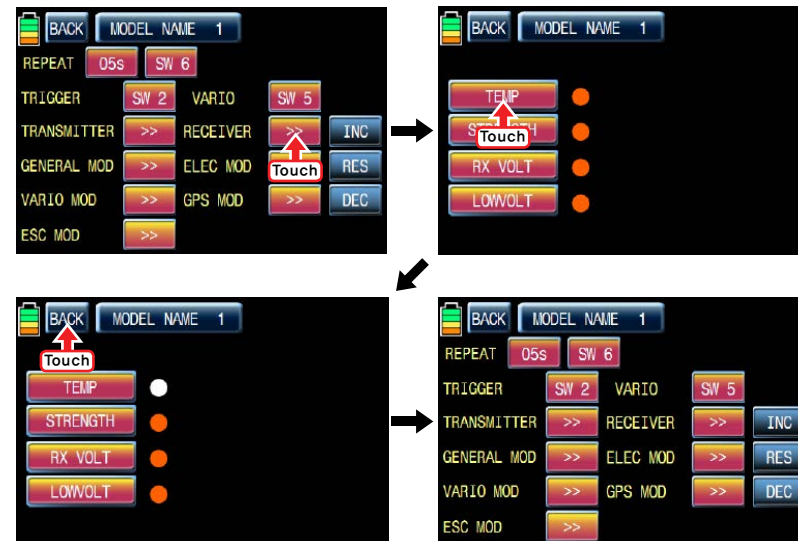 BACK MODEL NAME 1
REPEAT 05s SW 6
TRIGGER SW 2 VARIO SW 5
TRANSMITTER >> RECEIVER >> INC
GENERAL MOD >> ELEC MOD Touch RES
VARIO MOD >> GPS MOD >> DEC
ESC MOD >>
BACK MODEL NAME 1
TEMP
Touch
RX VOLT
LOWVOLT
BACK MODEL NAME 1
Touch
TEMP
STRENGTH
RX VOLT
LOWVOLT
BACK MODEL NAME 1
REPEAT 05s SW 6
TRIGGER SW 2 VARIO SW 5
TRANSMITTER >> RECEIVER >> INC
GENERAL MOD >> ELEC MOD >> RES
VARIO MOD >> GPS MOD >> DEC
ESC MOD >>